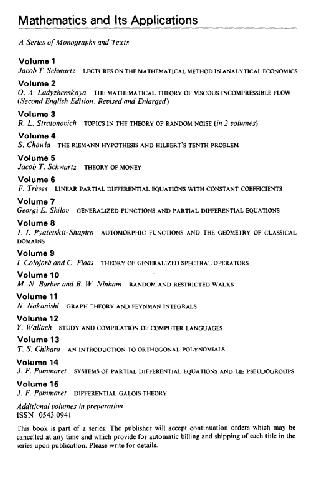 Mathematics and Its Applications
A Series of Monographs and Texts
Volume 1
Jacob T. Schwartz LECTURES ON THE MATHEMATICAL METHOD IN ANALYTICAL ECONOMICS
Volume 2
O. A. Ladyzhenskaya THE MATHEMATICAL THEORY OF VISCOUS INCOMPRESSIBLE FLOW
(Second English Edition, Revised and Enlarged)
Volume 3
R. L. Stratonovich TOPICS IN THE THEORY OF RANDOM NOISE (in 2 volumes)
Volume 4
S. Chowla THE RIEMANN HYPOTHESIS AND HILBERT'S TENTH PROBLEM
Volume 5
Jacob T. Schwartz THEORY OF MONEY
Volume 6
F. Trèves LINEAR PARTIAL DIFFERENTIAL EQUATIONS WITH CONSTANT COEFFICIENTS
Volume 7
Georgi E. Shilov GENERALIZED FUNCTIONS AND PARTIAL DIFFERENTIAL EQUATIONS
Volume 8
I. I. Pyatetskii-Shapiro AUTOMORPHIC FUNCTIONS AND THE GEOMETRY OF CLASSICAL
DOMAINS
Volume 9
I. Colojoară and C. Foias THEORY OF GENERALIZED SPECTRAL OPERATORS
Volume 10
M. N. Barber and B. W. Ninham RANDOM AND RESTRICTED WALKS
Volume 11
N. Nakanishi GRAPH THEORY AND FEYNMAN INTEGRALS
Volume 12
Y. Wallach STUDY AND COMPILATION OF COMPUTER LANGUAGES
Volume 13
T. S. Chihara AN INTRODUCTION TO ORTHOGONAL POLYNOMIALS
Volume 14
J. F. Pommaret SYSTEMS OF PARTIAL DIFFERENTIAL EQUATIONS AND LIE PSEUDOGROUPS
Volume 15
J. F. Pommaret DIFFERENTIAL GALOIS THEORY
Additional volumes in preparation
ISSN 0543-0941
This book is part of a series. The publisher will accept continuation orders which may be
cancelled at any time and which provide for automatic billing and shipping of each title in the
series upon publication. Please write for details.